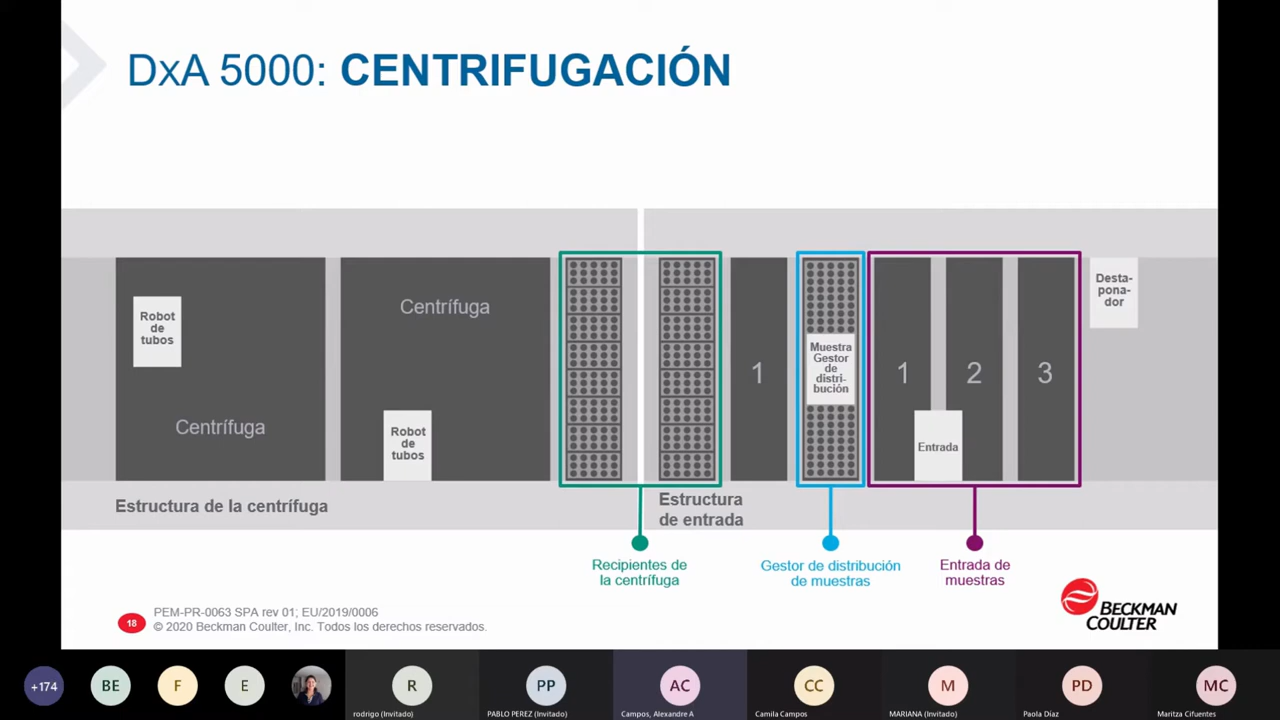 DxA 5000: CENTRIFUGACIÓN
Robot
de
tubos
Centrífuga
Centrífuga
Robot
de
tubos
1
Muestra
Gestor
de
distri-
bución
1
2
3
Entrada
Desta-
pona-
dor
Estructura de la centrífuga
Estructura
de entrada
Recipientes de
la centrífuga
Gestor de distribución
de muestras
Entrada de
muestras
18
PEM-PR-0063 SPA rev 01; EU/2019/0006
© 2020 Beckman Coulter, Inc. Todos los derechos reservados.
BECKMAN
COULTER
+174
BE
F
E
R
rodrigo (Invitado)
PP
PABLO PEREZ (Invitado)
AC
Campos, Alexandre A
CC
Camila Campos
M
MARIANA (Invitado)
PD
Paola Díaz
MC
Maritza Cifuentes